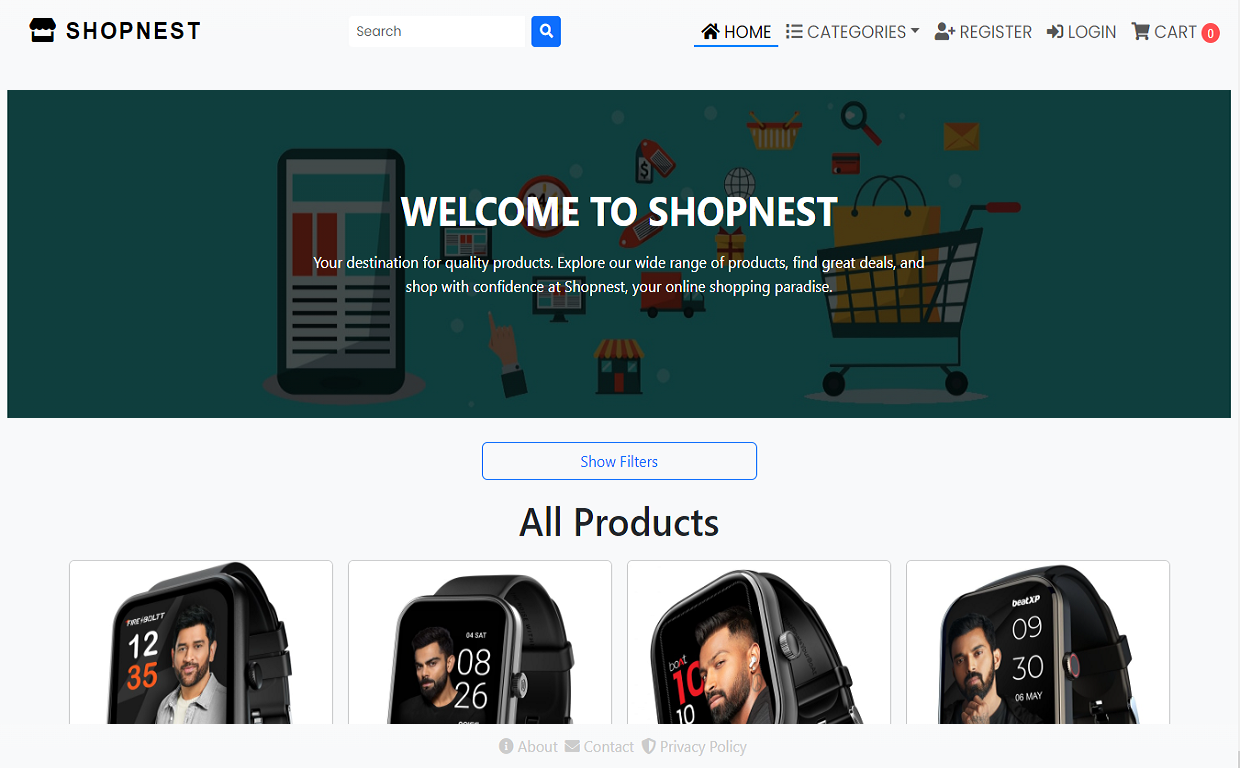 SHOPNEST
Search
HOME
CATEGORIES
REGISTER
LOGIN
CART 0
WELCOME TO SHOPNEST
Your destination for quality products. Explore our wide range of products, find great deals, and
shop with confidence at Shopnest, your online shopping paradise.
Show Filters
All Products
FIRE-BOLTT
12
35
04 SAT
08
26
boAt
10
10
beatXP
09
30
06 MAY
About
Contact
Privacy Policy